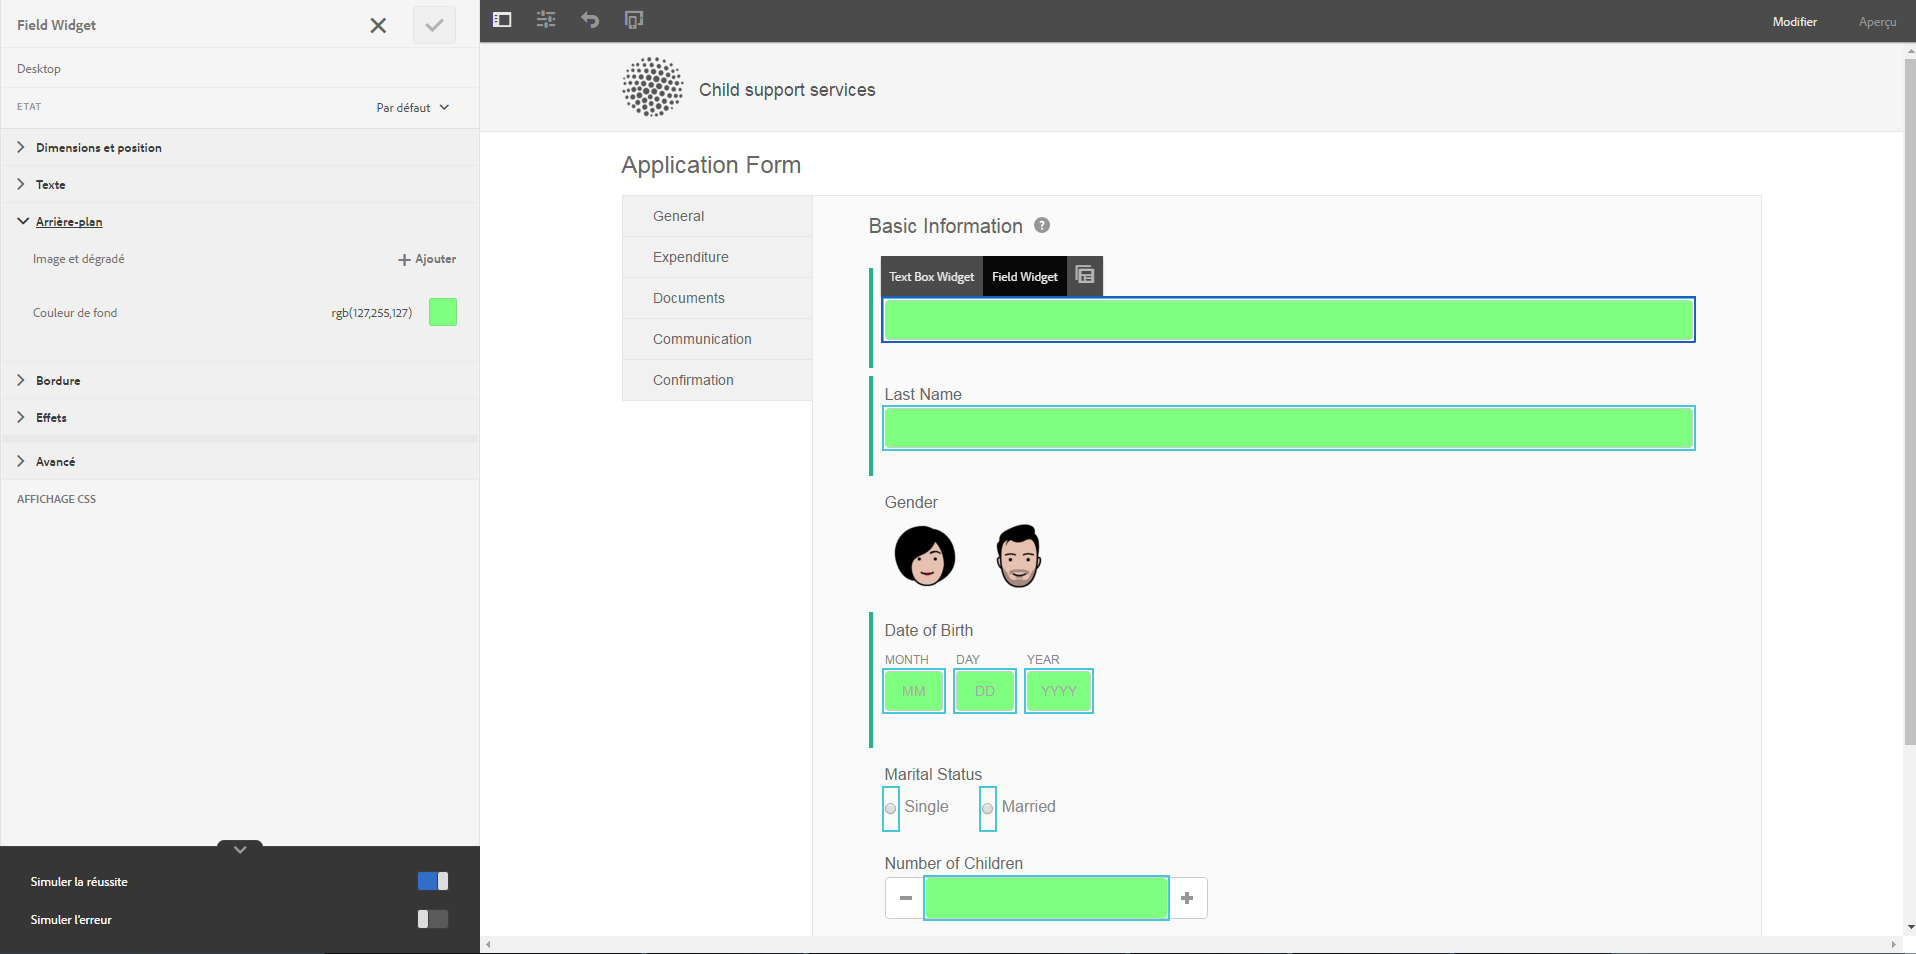 Field Widget
Desktop
ETAT
Par défaut
Dimensions et position
Texte
Arrière-plan
Image et dégradé
Ajouter
Couleur de fond
rgb(127,255,127)
Bordure
Effets
Avancé
AFFICHAGE CSS
Simuler la réussite
Simuler l'erreur
Modifier
Aperçu
Child support services
Application Form
General
Expenditure
Documents
Communication
Confirmation
Basic Information ?
Text Box Widget
Field Widget
Last Name
Gender
Date of Birth
MONTH DAY YEAR
MM DD YYYY
Marital Status
Single Married
Number of Children